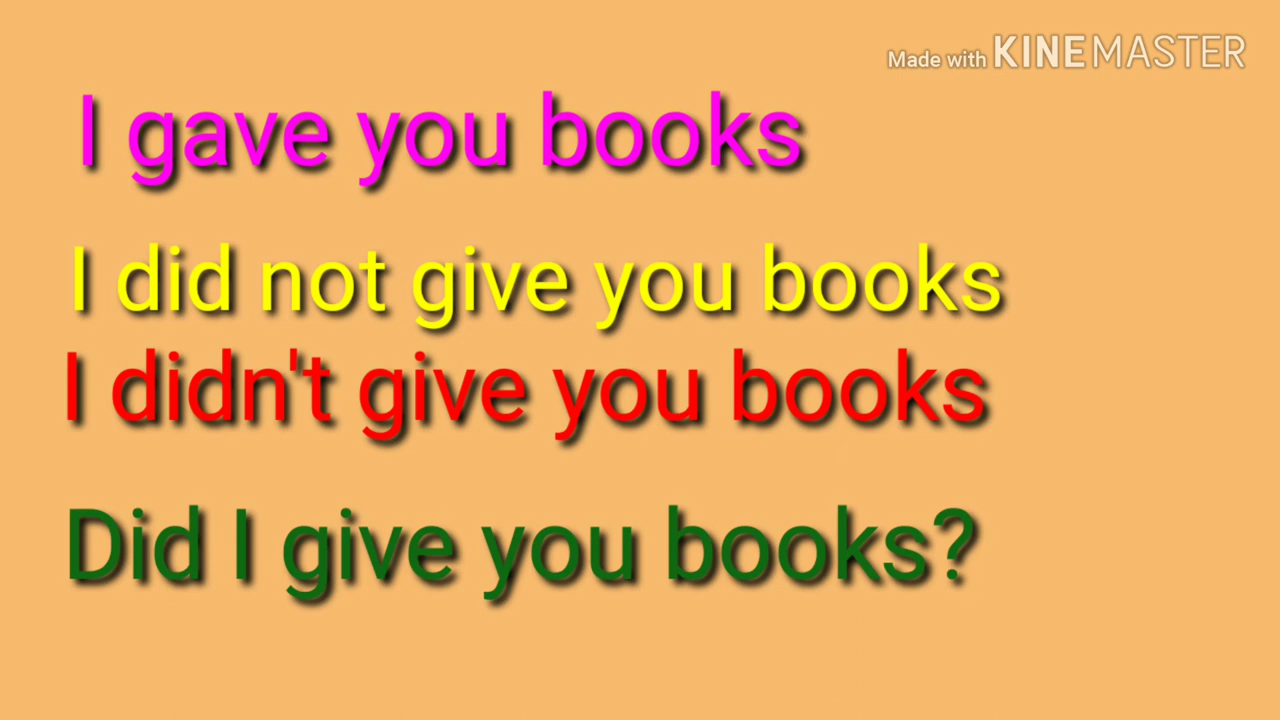 Made with KINEMASTER
I gave you books
I did not give you books
I didn't give you books
Did I give you books?